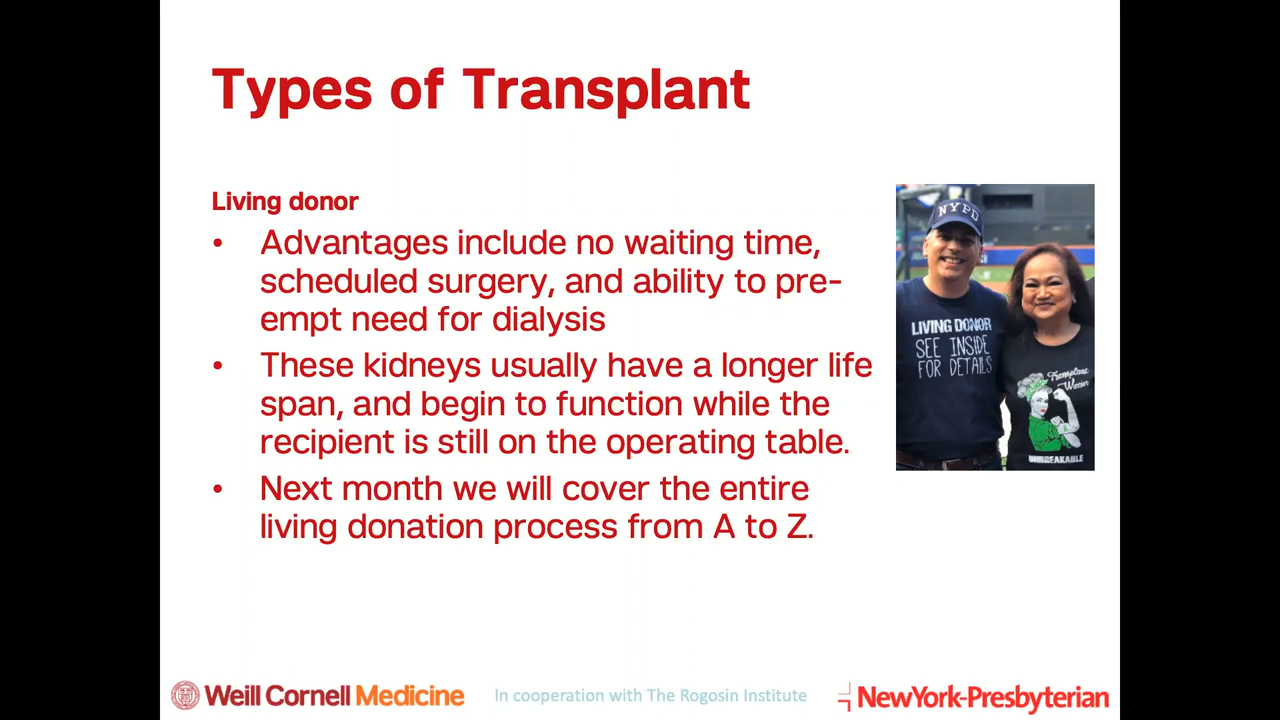 Types of Transplant
Living donor
• Advantages include no waiting time,
scheduled surgery, and ability to pre-
empt need for dialysis
• These kidneys usually have a longer life
span, and begin to function while the
recipient is still on the operating table.
• Next month we will cover the entire
living donation process from A to Z.
NYPD
LIVING DONOR
SEE INSIDE
FOR DETAILS
Transplant
Warrior
UNBREAKABLE
Weill Cornell Medicine
In cooperation with The Rogosin Institute
NewYork-Presbyterian